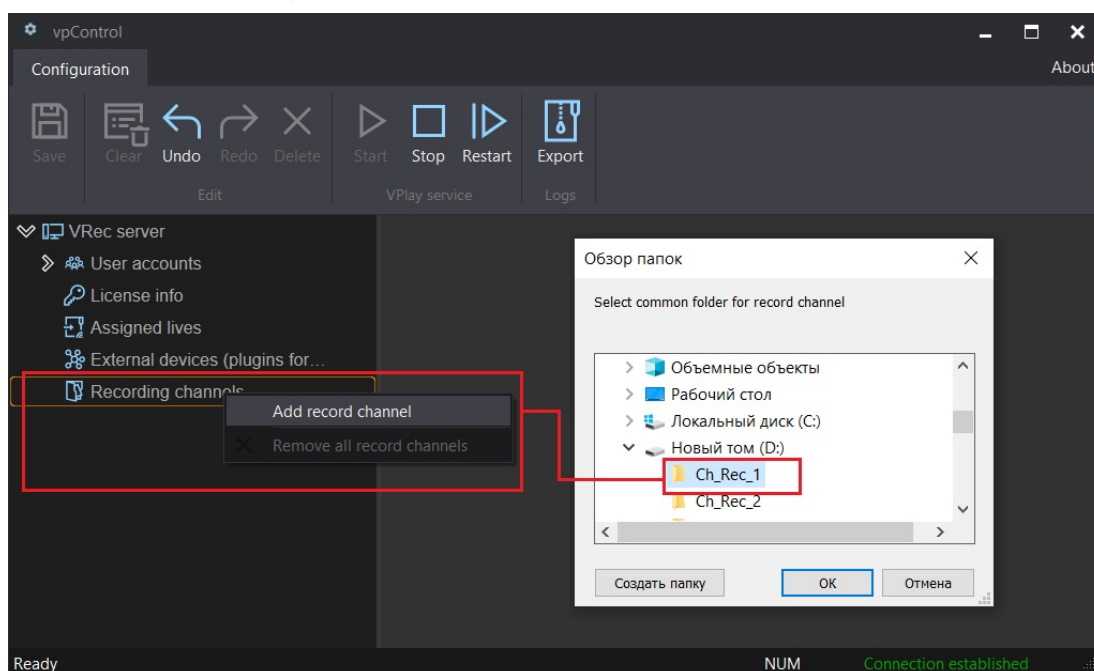 vpControl
Configuration
About
Save
Clear
Undo
Redo
Delete
Start
Stop
Restart
Export
Edit
VPlay service
Logs
VRec server
User accounts
License info
Assigned lives
External devices (plugins for...
Recording channels
Add record channel
Remove all record channels
Обзор папок
Select common folder for record channel
Объемные объекты
Рабочий стол
Локальный диск (C:)
Новый том (D:)
Ch_Rec_1
Ch_Rec_2
Создать папку
ОК
Отмена
Ready
NUM
Connection established